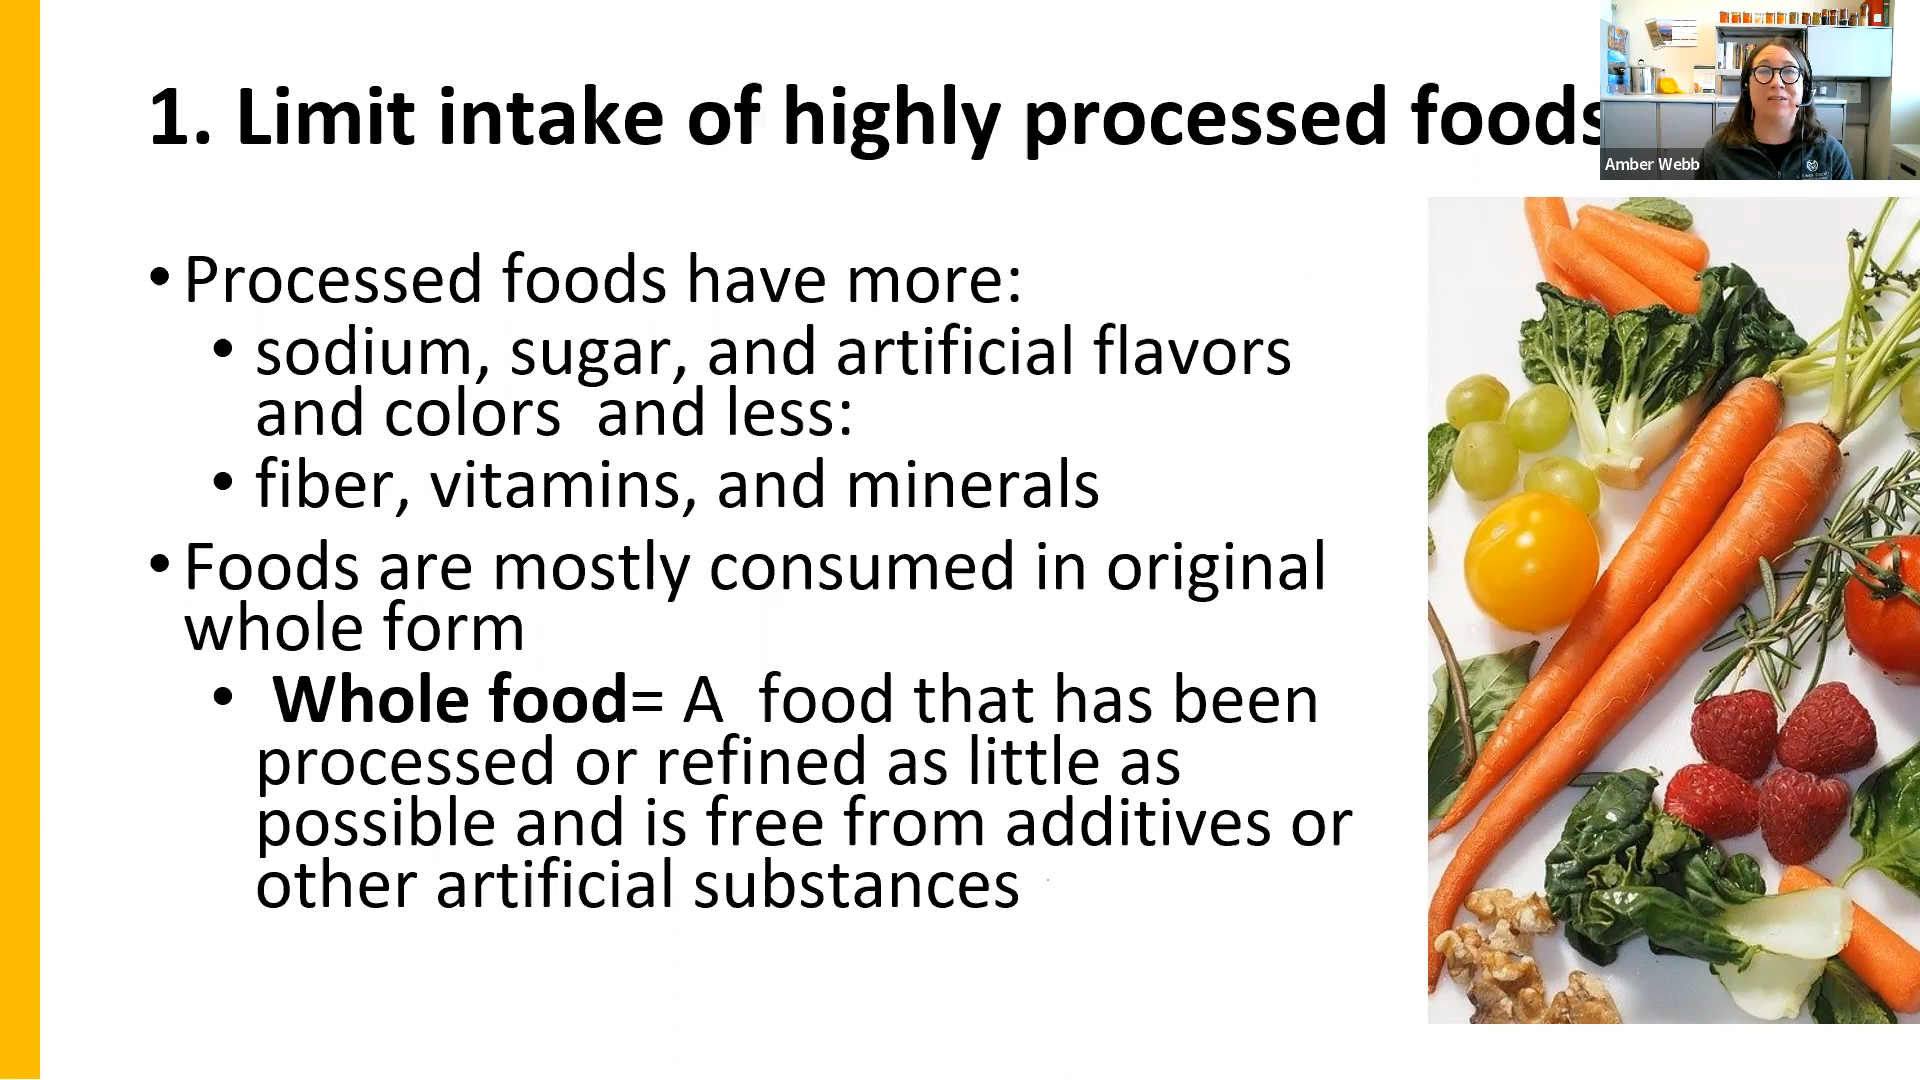 1. Limit intake of highly processed foods
Amber Webb
• Processed foods have more:
• sodium, sugar, and artificial flavors
and colors  and less:
• fiber, vitamins, and minerals
• Foods are mostly consumed in original
whole form
• Whole food= A  food that has been
processed or refined as little as
possible and is free from additives or
other artificial substances